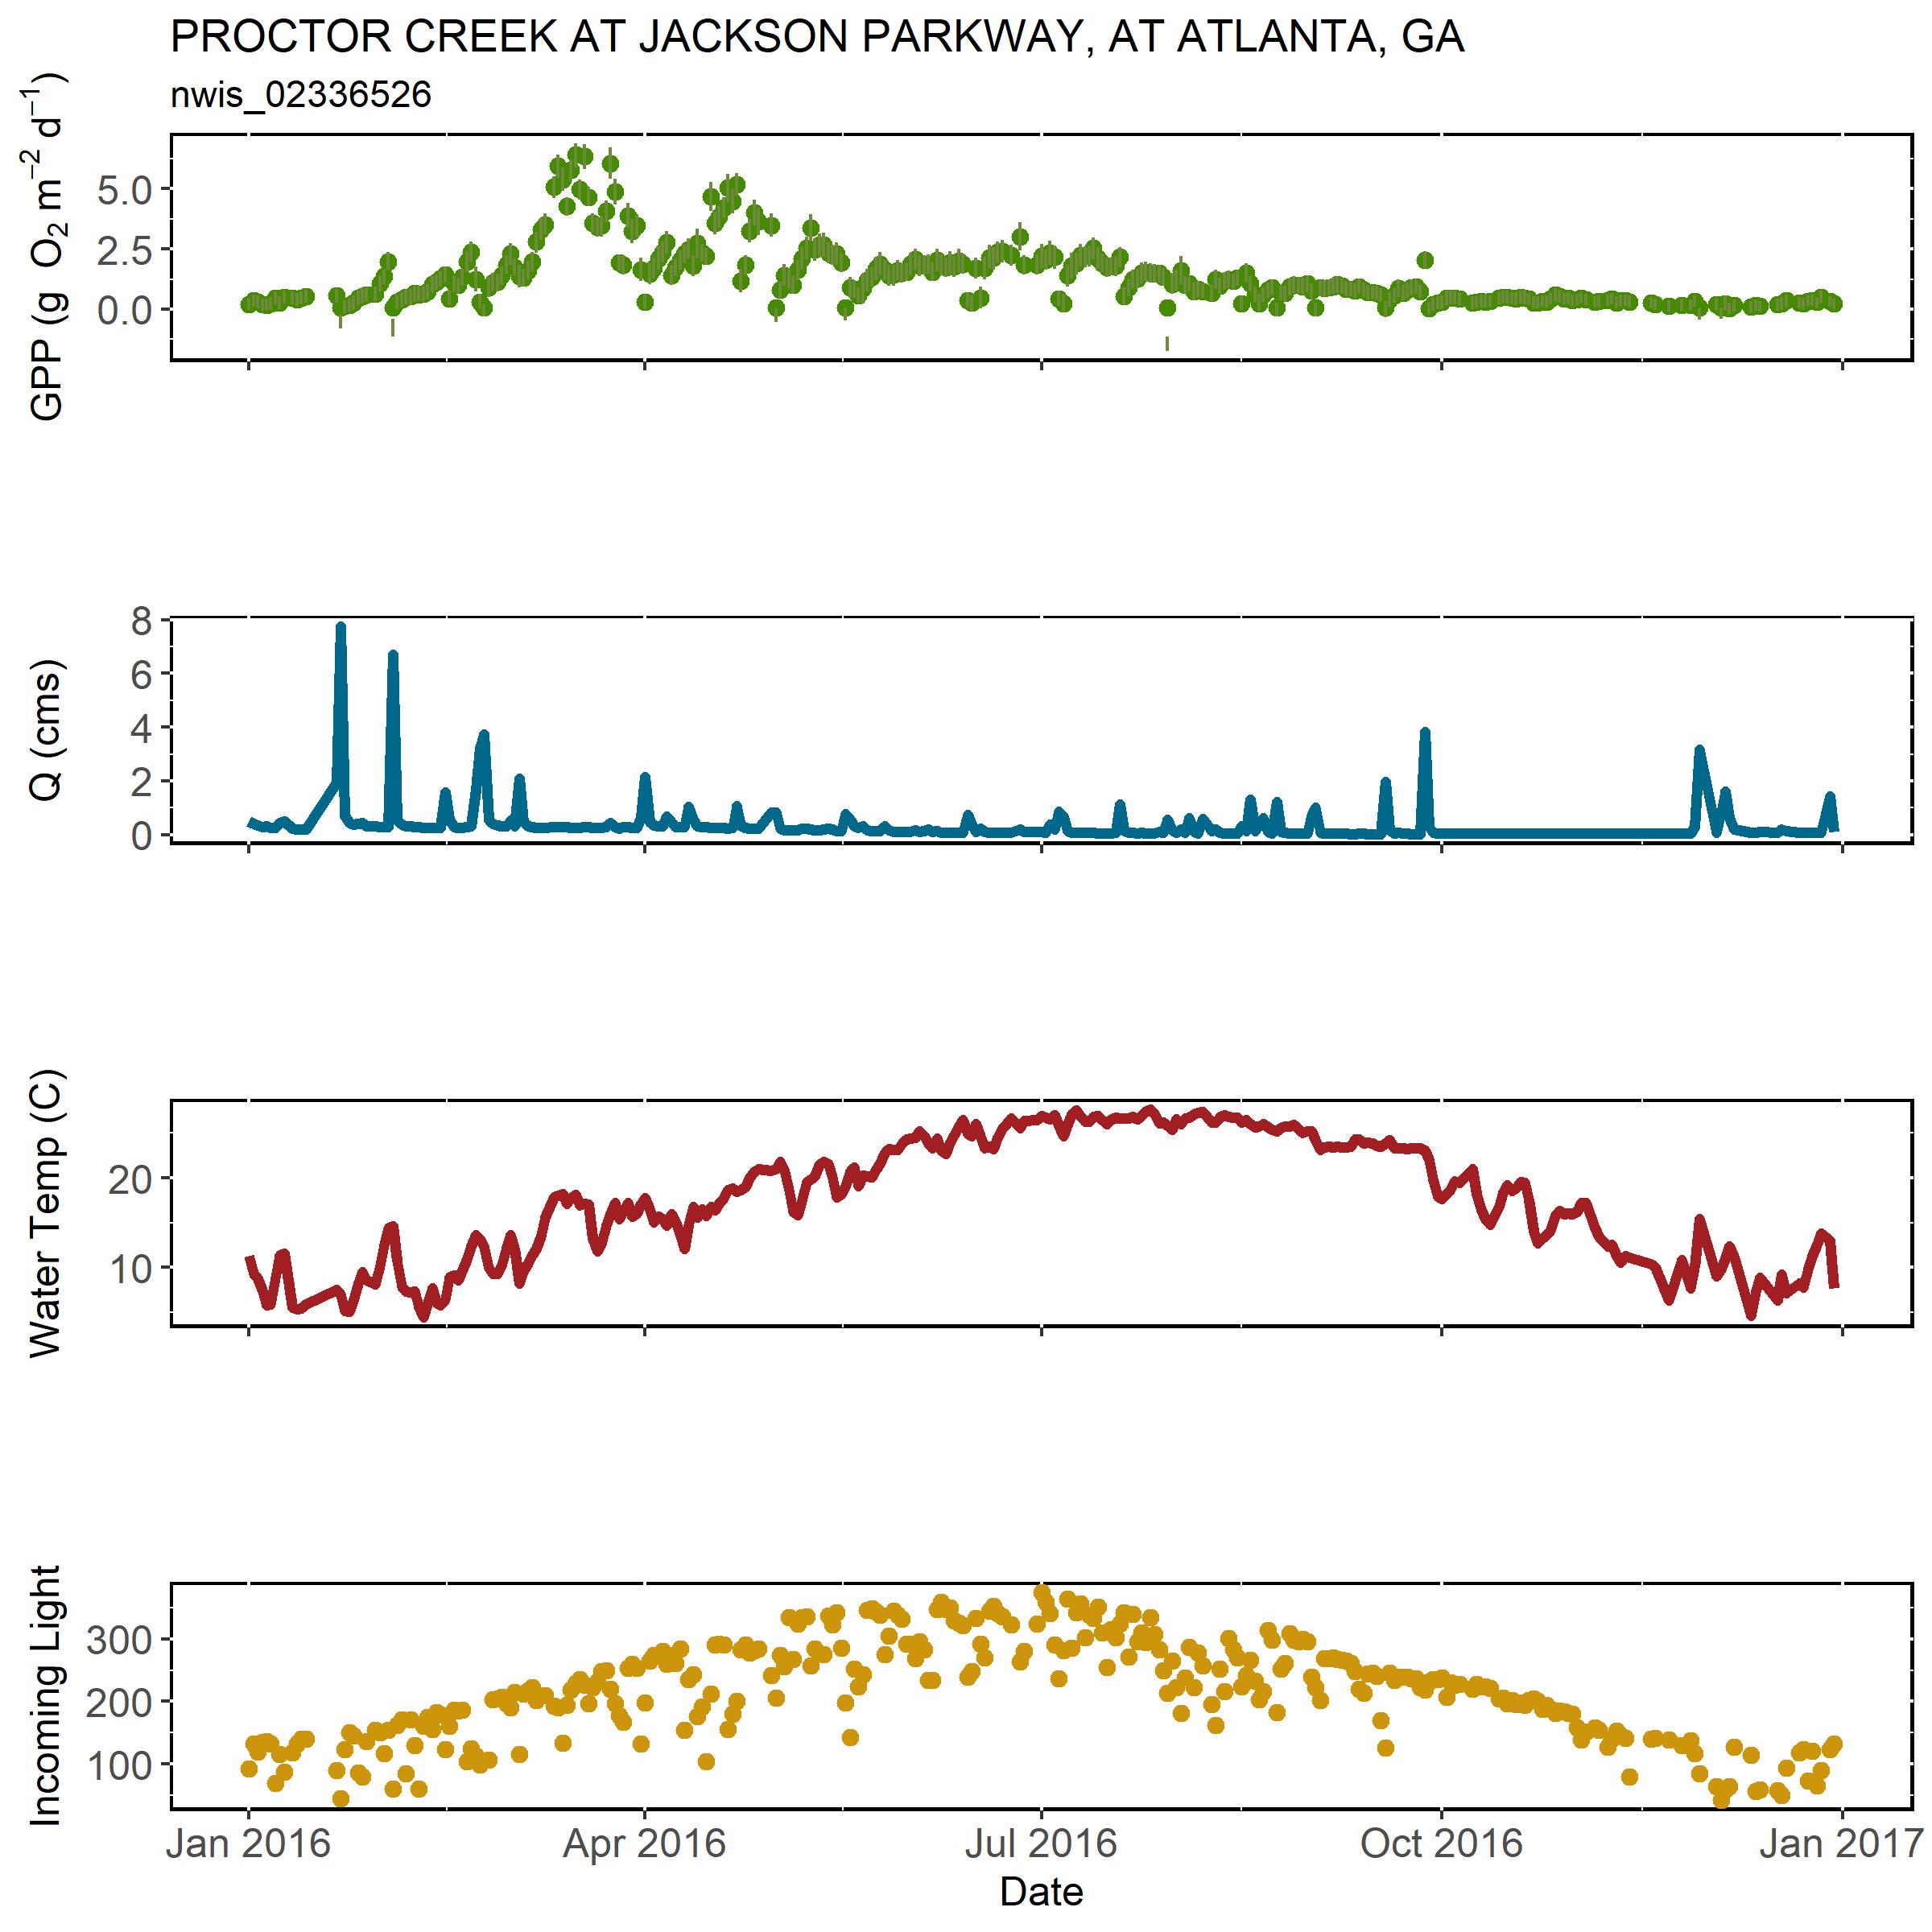 PROCTOR CREEK AT JACKSON PARKWAY, AT ATLANTA, GA
nwis_02336526
GPP (g O₂ m⁻² d⁻¹)
5.0
2.5
0.0
Q (cms)
8
6
4
2
0
Water Temp (C)
20
10
Incoming Light
300
200
100
Jan 2016 Apr 2016 Jul 2016 Oct 2016 Jan 2017
Date